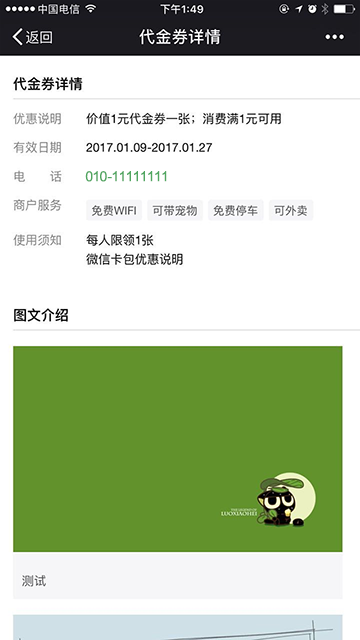 中国电信
下午1:49
返回
代金券详情
代金券详情
优惠说明 价值1元代金券一张；消费满1元可用
有效日期 2017.01.09-2017.01.27
电 话 010-11111111
商户服务 免费WIFI 可带宠物 免费停车 可外卖
使用须知 每人限领1张
微信卡包优惠说明
图文介绍
THE LEGEND OF
LUOXIAOHEI
测试